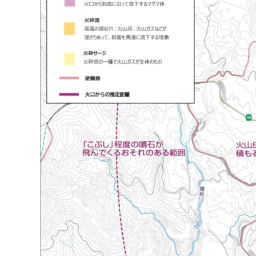 火口から斜面に沿って流下するマグマ体
火砕流
高温の溶岩片、火山灰、火山ガスなどが
混ざりあって、斜面を高速に流下する現象
火砕サージ
火砕流の一種で火山ガスが主体のもの
避難路
火口からの推定距離
「こぶし」程度の噴石が
飛んでくるおそれのある範囲
火山灰
積も